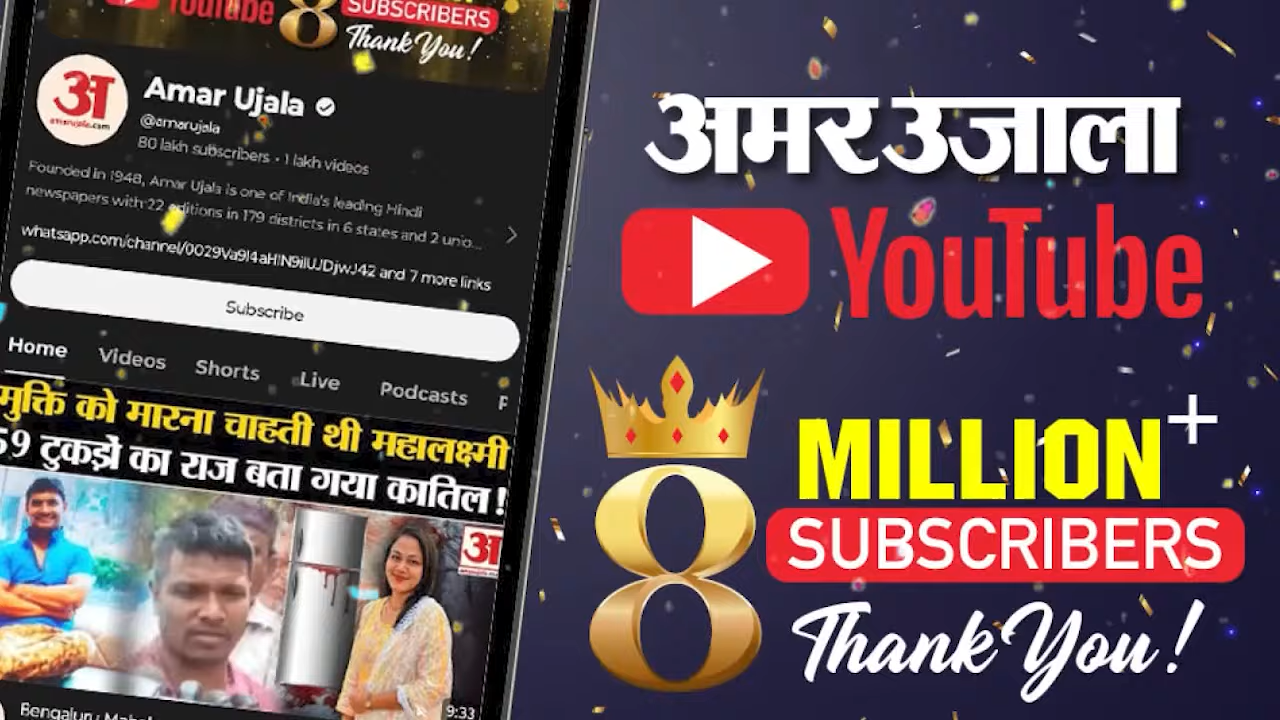 YouTube
8
SUBSCRIBERS
Thank You!
अ
amarujala.com
Amar Ujala
@amarujala
80 lakh subscribers • 1 lakh videos
Founded in 1948, Amar Ujala is one of India's leading Hindi
newspapers with 22 editions in 179 districts in 6 states and 2 unio...
and 7 more links
Subscribe
Home Videos Shorts Live Podcasts P
मुक्ति को मारना चाहती थी महालक्ष्मी
59 टुकड़ों का राज बता गया कातिल!
अ
9:33
Bengaluru
अमर उजाला
YouTube
8 MILLION+
SUBSCRIBERS
Thank You!